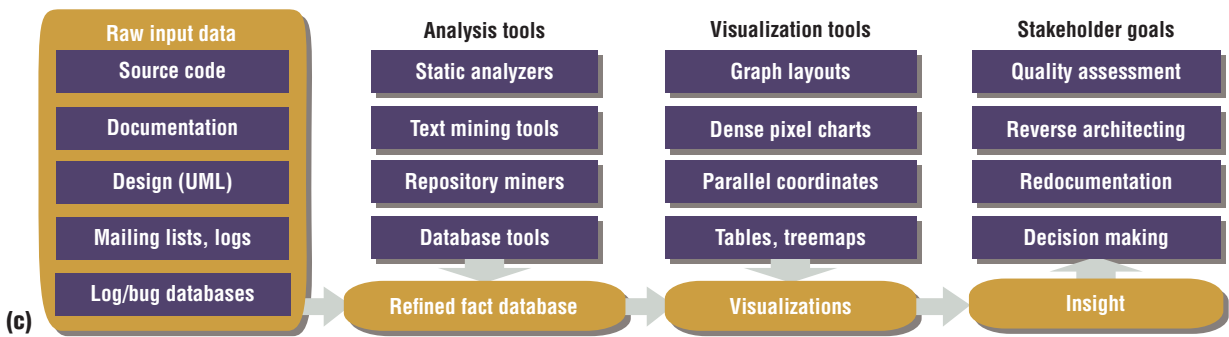 Raw input data
Source code
Documentation
Design (UML)
Mailing lists, logs
Log/bug databases
Analysis tools
Static analyzers
Text mining tools
Repository miners
Database tools
Refined fact database
Visualization tools
Graph layouts
Dense pixel charts
Parallel coordinates
Tables, treemaps
Visualizations
Stakeholder goals
Quality assessment
Reverse architecting
Redocumentation
Decision making
Insight
(c)